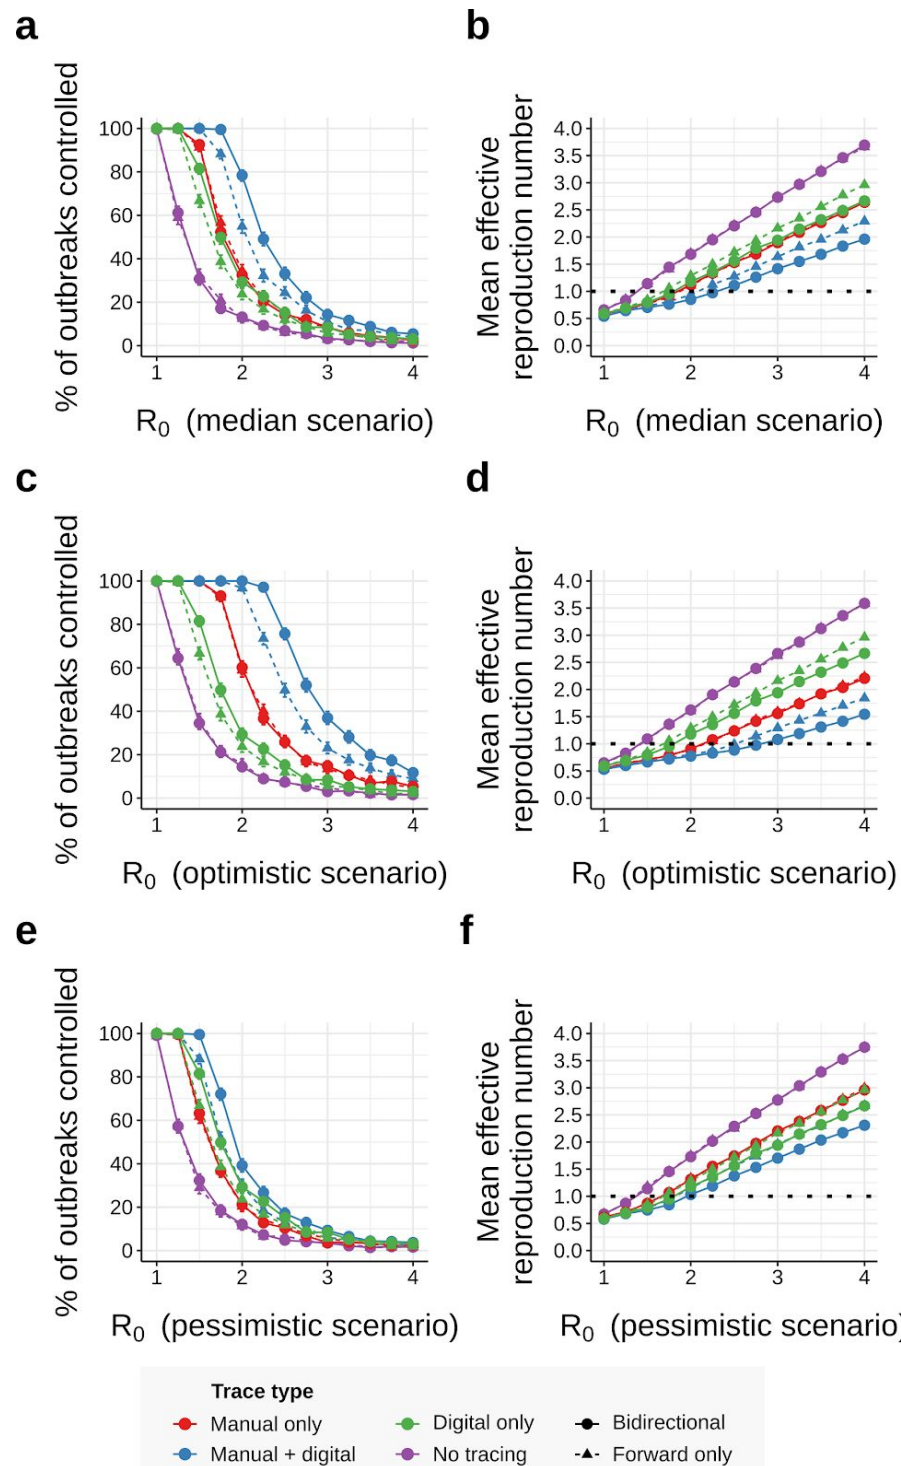 a
b
% of outbreaks controlled
100
80
60
40
20
0
1
2
3
4
R0 (median scenario)
Mean effective
reproduction number
4.0
3.5
3.0
2.5
2.0
1.5
1.0
0.5
0.0
1
2
3
4
R0 (median scenario)
c
d
% of outbreaks controlled
100
80
60
40
20
0
1
2
3
4
R0 (optimistic scenario)
Mean effective
reproduction number
4.0
3.5
3.0
2.5
2.0
1.5
1.0
0.5
0.0
1
2
3
4
R0 (optimistic scenario)
e
f
% of outbreaks controlled
100
80
60
40
20
0
1
2
3
4
R0 (pessimistic scenario)
Mean effective
reproduction number
4.0
3.5
3.0
2.5
2.0
1.5
1.0
0.5
0.0
1
2
3
4
R0 (pessimistic scenario)
Trace type
Manual only
Digital only
Bidirectional
Manual + digital
No tracing
Forward only